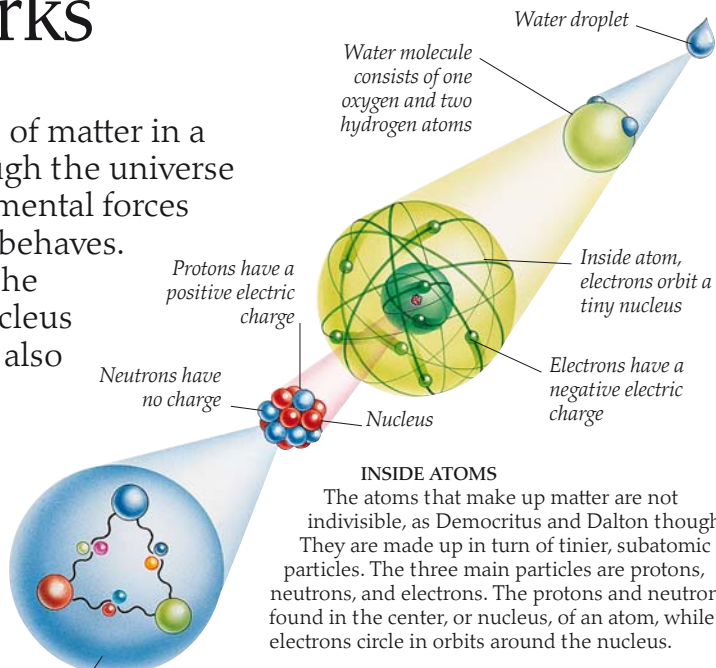 rks
of matter in a
ugh the universe
mental forces
behaves.
he
cleus
also
Water droplet
Water molecule
consists of one
oxygen and two
hydrogen atoms
Inside atom,
electrons orbit a
tiny nucleus
Protons have a
positive electric
charge
Electrons have a
negative electric
charge
Neutrons have
no charge
Nucleus
INSIDE ATOMS
The atoms that make up matter are not
indivisible, as Democritus and Dalton though
They are made up in turn of tinier, subatomic
particles. The three main particles are protons,
neutrons, and electrons. The protons and neutron
found in the center, or nucleus, of an atom, while
electrons circle in orbits around the nucleus.